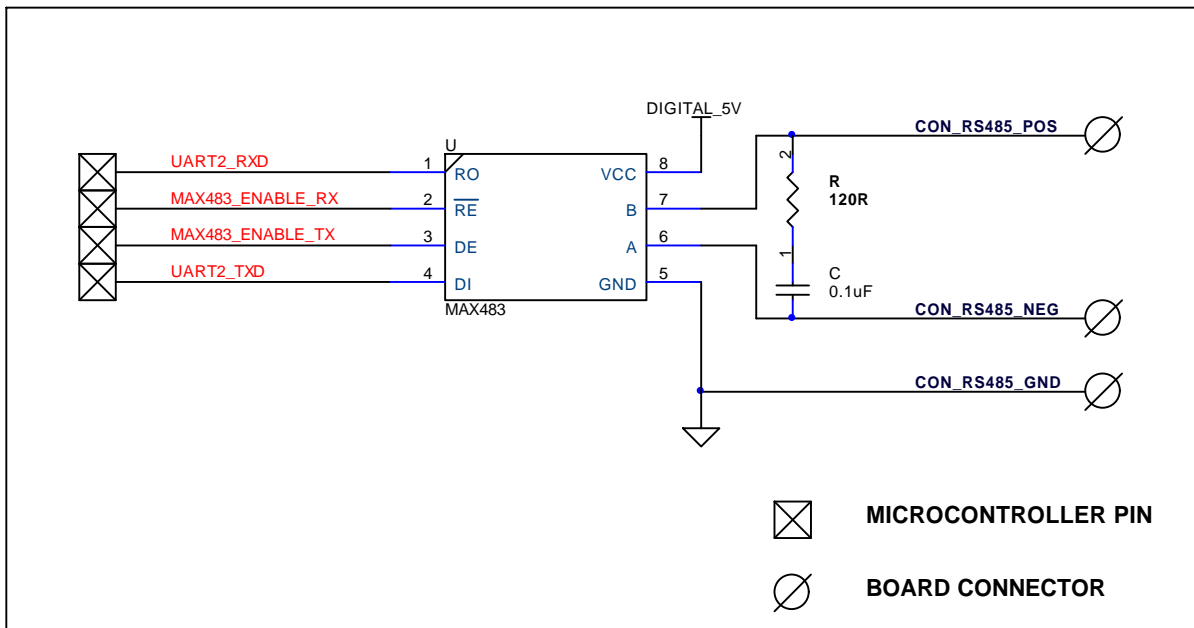 DIGITAL_5V
CON_RS485_POS
U
UART2_RXD 1 RO VCC 8
2
R
120R
MAX483_ENABLE_RX 2 RE B 7
MAX483_ENABLE_TX 3 DE A 6
1
C
0.1uF
UART2_TXD 4 DI GND 5
MAX483
CON_RS485_NEG
CON_RS485_GND
MICROCONTROLLER PIN
BOARD CONNECTOR